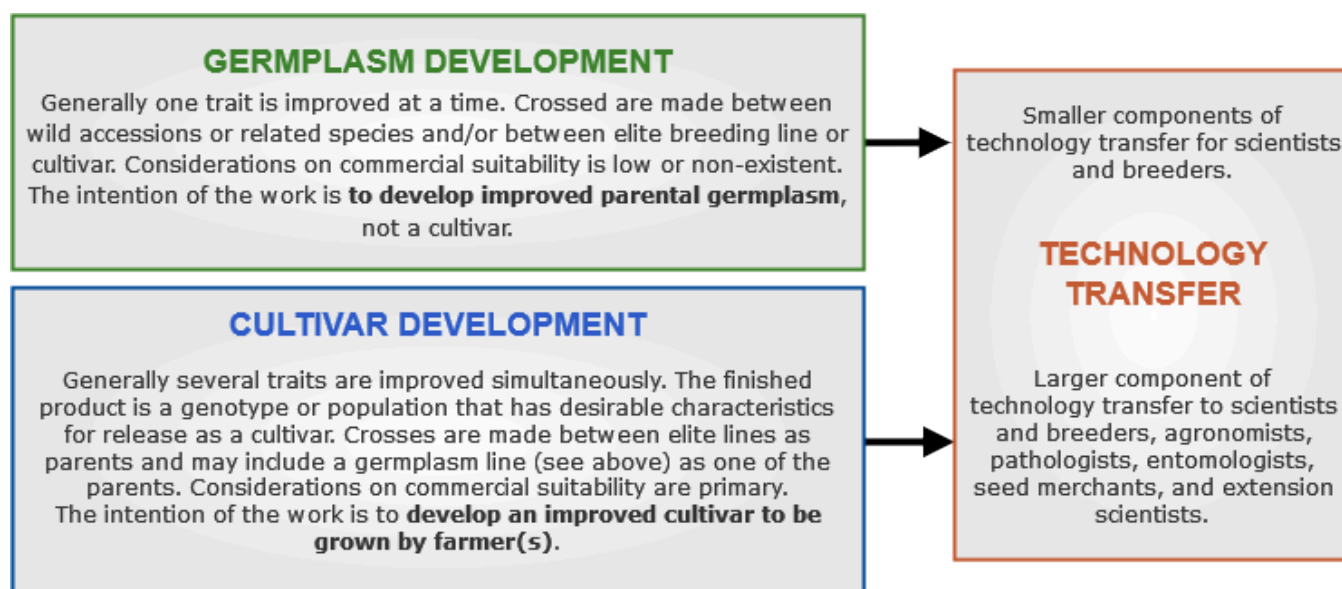 GERMPLASM DEVELOPMENT
Generally one trait is improved at a time. Crossed are made between
wild accessions or related species and/or between elite breeding line or
cultivar. Considerations on commercial suitability is low or non-existent.
The intention of the work is to develop improved parental germplasm,
not a cultivar.
CULTIVAR DEVELOPMENT
Generally several traits are improved simultaneously. The finished
product is a genotype or population that has desirable characteristics
for release as a cultivar. Crosses are made between elite lines as
parents and may include a germplasm line (see above) as one of the
parents. Considerations on commercial suitability are primary.
The intention of the work is to develop an improved cultivar to be
grown by farmer(s).
Smaller components of
technology transfer for scientists
and breeders.
TECHNOLOGY
TRANSFER
Larger component of
technology transfer to scientists
and breeders, agronomists,
pathologists, entomologists,
seed merchants, and extension
scientists.